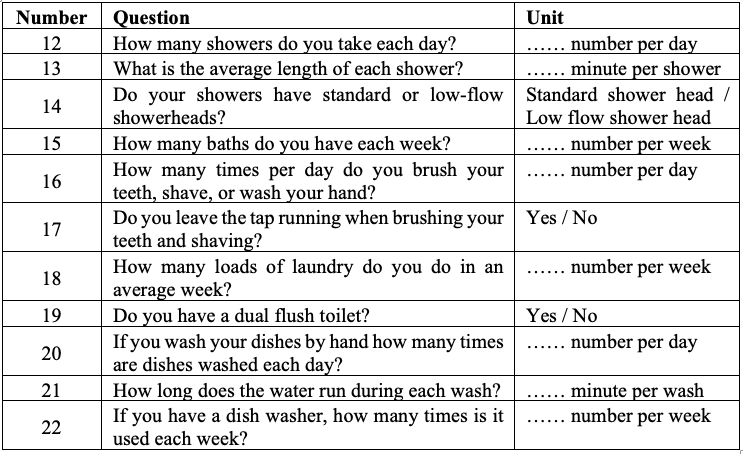 Number Question Unit
12 How many showers do you take each day? …… number per day
13 What is the average length of each shower? …… minute per shower
14 Do your showers have standard or low-flow showerheads? Standard shower head / Low flow shower head
15 How many baths do you have each week? …… number per week
16 How many times per day do you brush your teeth, shave, or wash your hand? …… number per day
17 Do you leave the tap running when brushing your teeth and shaving? Yes / No
18 How many loads of laundry do you do in an average week? …… number per week
19 Do you have a dual flush toilet? Yes / No
20 If you wash your dishes by hand how many times are dishes washed each day? …… number per day
21 How long does the water run during each wash? …… minute per wash
22 If you have a dish washer, how many times is it used each week? …… number per week